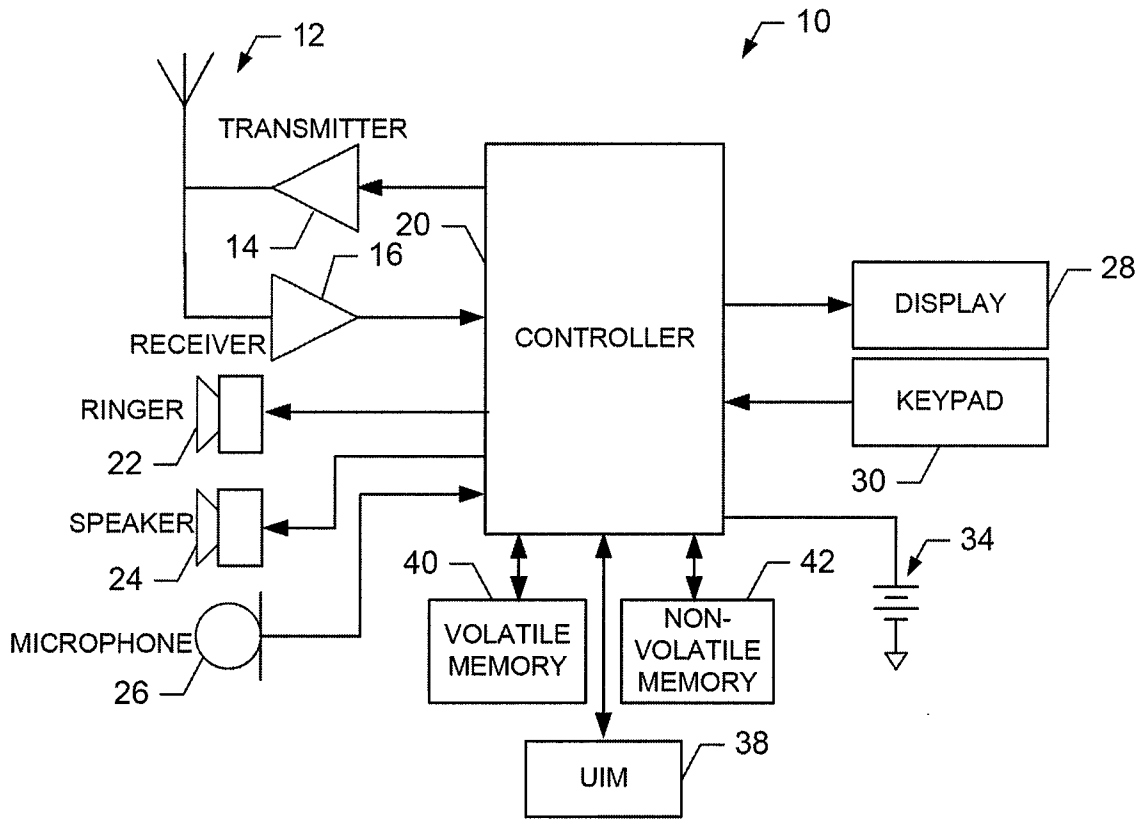 12
10
TRANSMITTER
14
20
16
RECEIVER
CONTROLLER
DISPLAY
28
RINGER
22
KEYPAD
30
SPEAKER
24
MICROPHONE
26
40
VOLATILE
MEMORY
42
NON-
VOLATILE
MEMORY
34
UIM
38